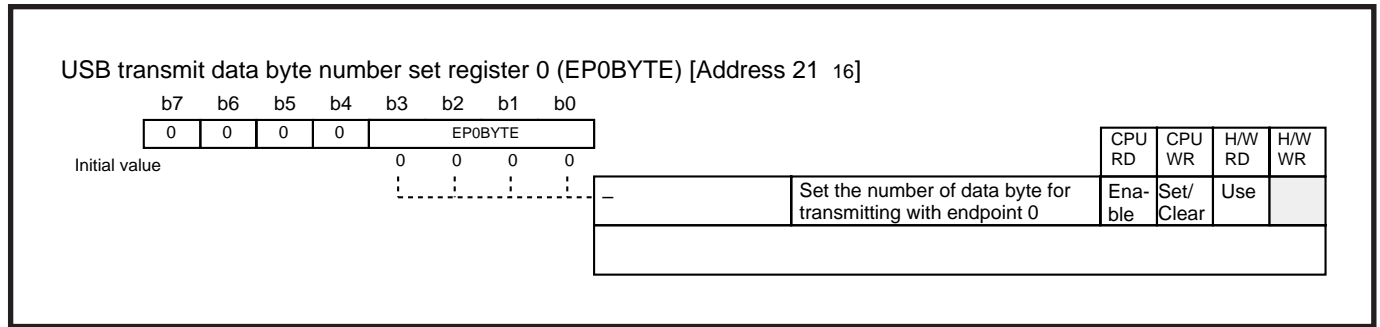 USB transmit data byte number set register 0 (EP0BYTE) [Address 21 16]
b7 b6 b5 b4 b3 b2 b1 b0
0 0 0 0 EP0BYTE
Initial value 0 0 0 0
CPU RD CPU WR H/W RD H/W WR
– Set the number of data byte for transmitting with endpoint 0 Ena-ble Set/Clear Use